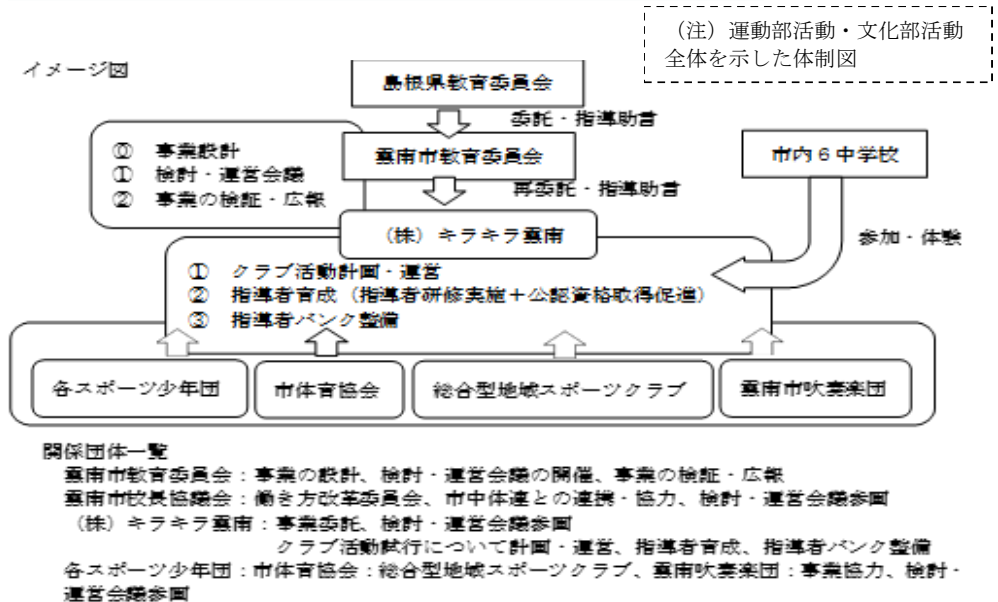 （注）運動部活動・文化部活動
全体を示した体制図
イメージ図
島根県教育委員会
委託・指導助言
⓪ 事業設計
① 検討・運営会議
② 事業の検証・広報
雲南市教育委員会
市内６中学校
再委託・指導助言
（株）キラキラ雲南
参加・体験
① クラブ活動計画・運営
② 指導者育成（指導者研修実施＋公認資格取得促進）
③ 指導者バンク整備
各スポーツ少年団
市体育協会
総合型地域スポーツクラブ
雲南市吹奏楽団
関係団体一覧
雲南市教育委員会：事業の設計、検討・運営会議の開催、事業の検証・広報
雲南市校長協議会：働き方改革委員会、市中体連との連携・協力、検討・運営会議参画
（株）キラキラ雲南：事業委託、検討・運営会議参画
クラブ活動試行について計画・運営、指導者育成、指導者バンク整備
各スポーツ少年団：市体育協会：総合型地域スポーツクラブ、雲南吹奏楽団：事業協力、検討・
運営会議参画